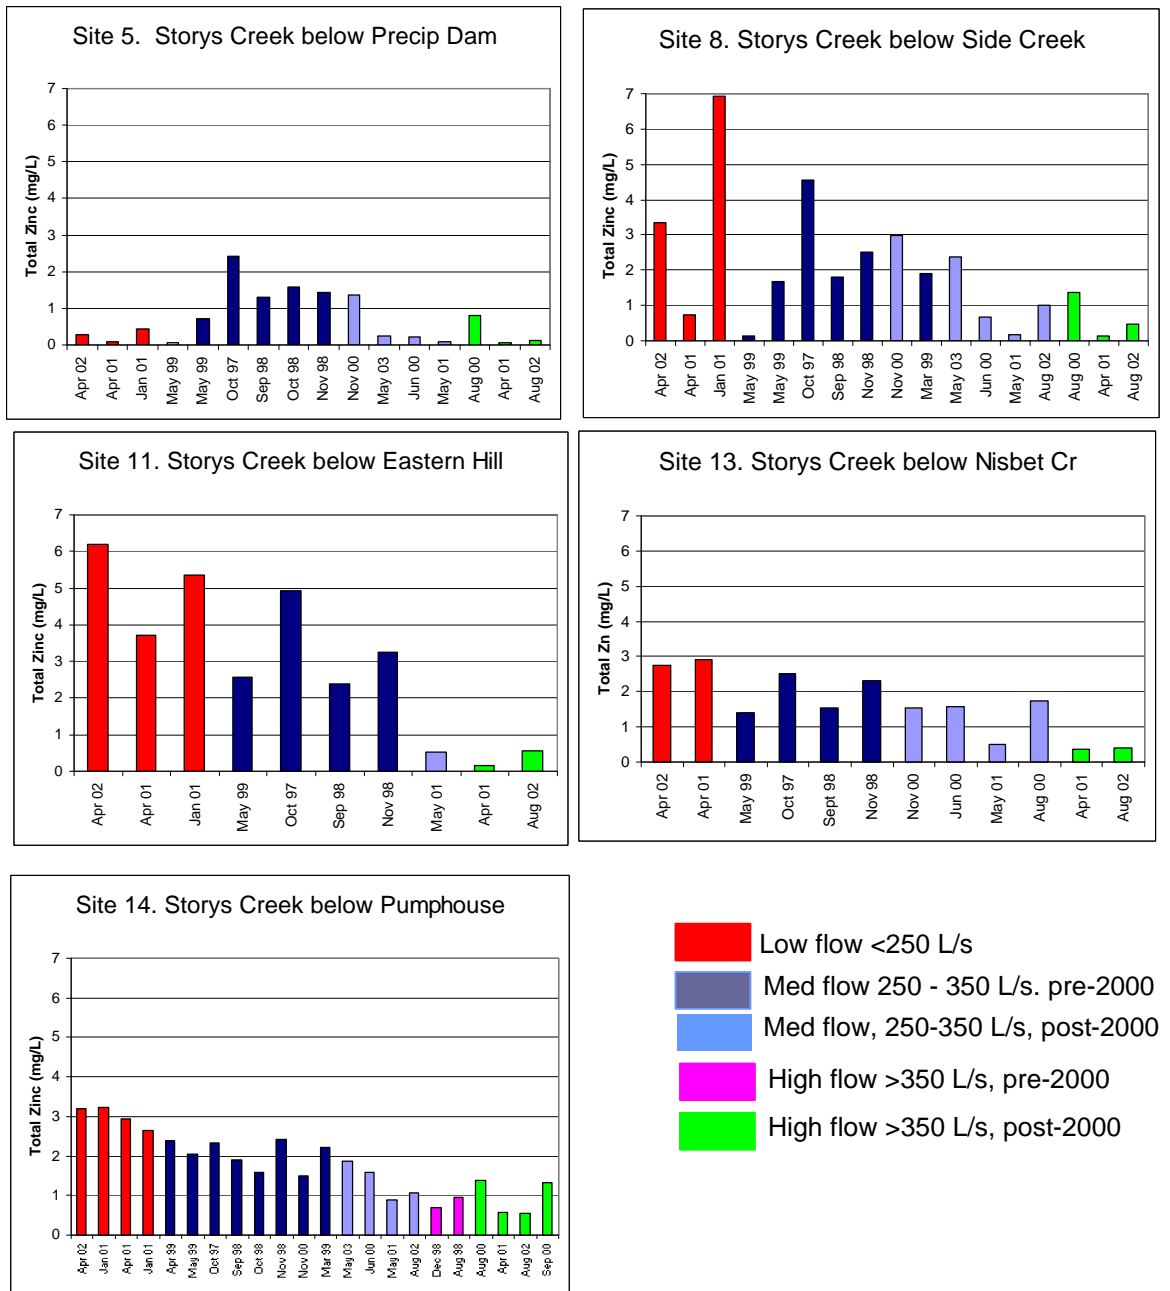 Site 5. Storys Creek below Precip Dam
Total Zinc (mg/L)
7
6
5
4
3
2
1
0
Apr 02
Apr 01
Jan 01
May 99
May 99
Oct 97
Sep 98
Oct 98
Nov 98
Nov 00
May 03
Jun 00
May 01
Aug 00
Apr 01
Aug 02
Site 8. Storys Creek below Side Creek
Total Zinc (mg/L)
7
6
5
4
3
2
1
0
Apr 02
Apr 01
Jan 01
May 99
May 99
Oct 97
Sep 98
Nov 98
Nov 00
Mar 99
May 03
Jun 00
May 01
Aug 02
Aug 00
Apr 01
Aug 02
Site 11. Storys Creek below Eastern Hill
Total Zinc (mg/L)
7
6
5
4
3
2
1
0
Apr 02
Apr 01
Jan 01
May 99
Oct 97
Sep 98
Nov 98
May 01
Apr 01
Aug 02
Site 13. Storys Creek below Nisbet Cr
Total Zn (mg/L)
7
6
5
4
3
2
1
0
Apr 02
Apr 01
May 99
Oct 97
Sept 98
Nov 98
Nov 00
Jun 00
May 01
Aug 00
Apr 01
Aug 02
Site 14. Storys Creek below Pumphouse
Total Zinc (mg/L)
7
6
5
4
3
2
1
0
Apr 02
Jan 01
Apr 01
Jan 01
Apr 99
May 99
Oct 97
Sep 98
Oct 98
Nov 98
Nov 00
Mar 99
May 03
Jun 00
May 01
Aug 02
Dec 98
Aug 98
Aug 00
Apr 01
Aug 02
Sep 00
Low flow <250 L/s
Med flow 250 - 350 L/s. pre-2000
Med flow, 250-350 L/s, post-2000
High flow >350 L/s, pre-2000
High flow >350 L/s, post-2000